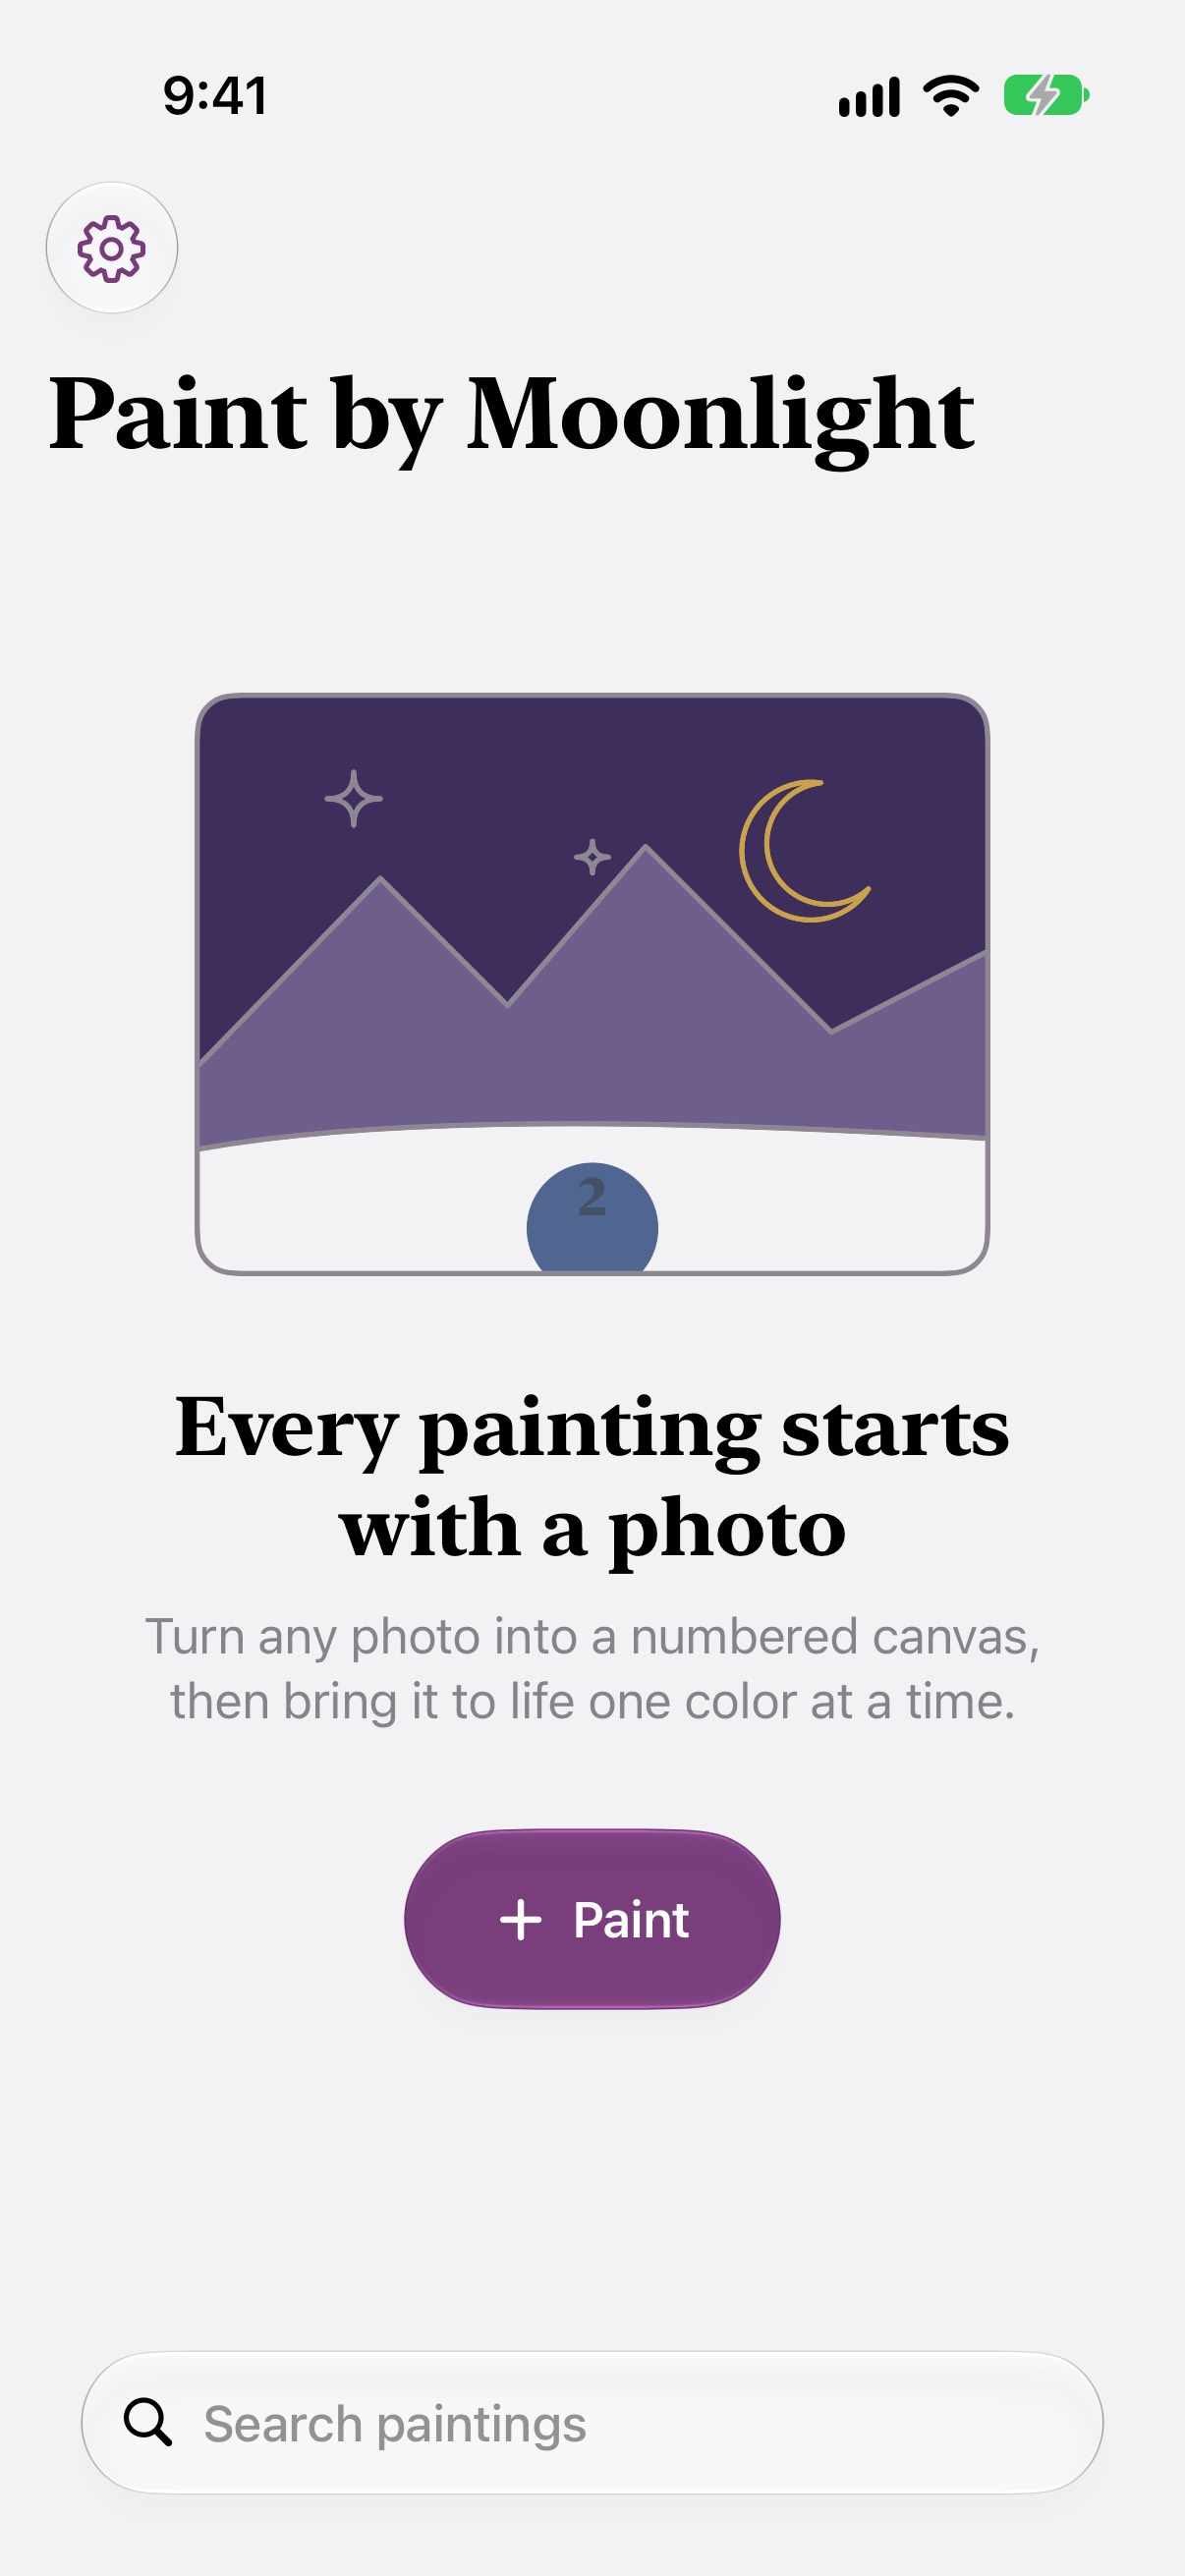 9:41
Paint by Moonlight
2
Every painting starts
with a photo
Turn any photo into a numbered canvas,
then bring it to life one color at a time.
+ Paint
Search paintings